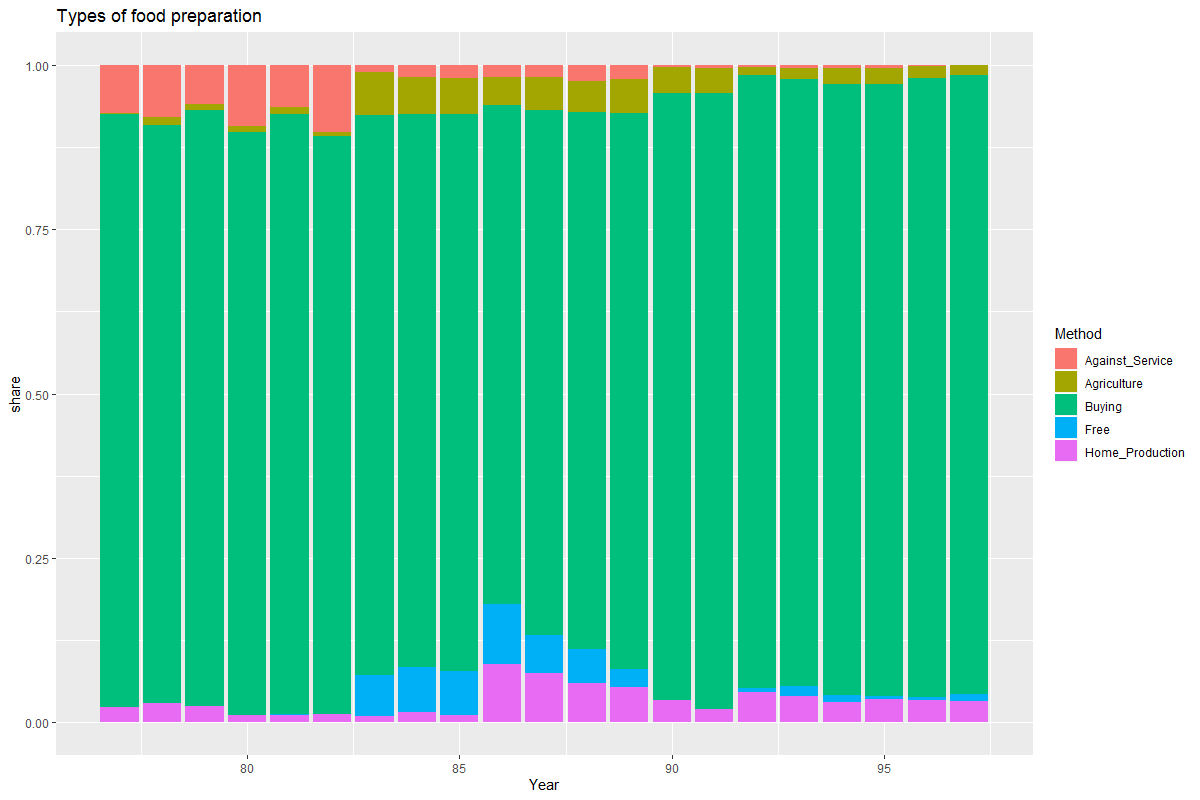 Types of food preparation
1.00
0.75
0.50
0.25
0.00
share
80
85
90
95
Year
Method
Against_Service
Agriculture
Buying
Free
Home_Production